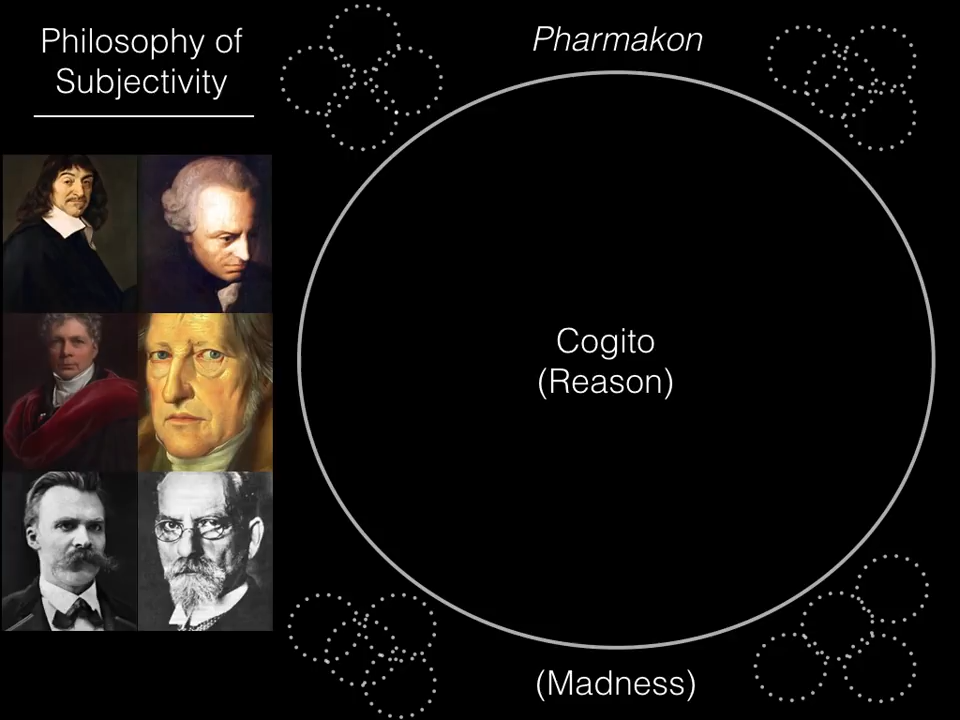 Philosophy of
Subjectivity
Pharmakon
Cogito
(Reason)
(Madness)